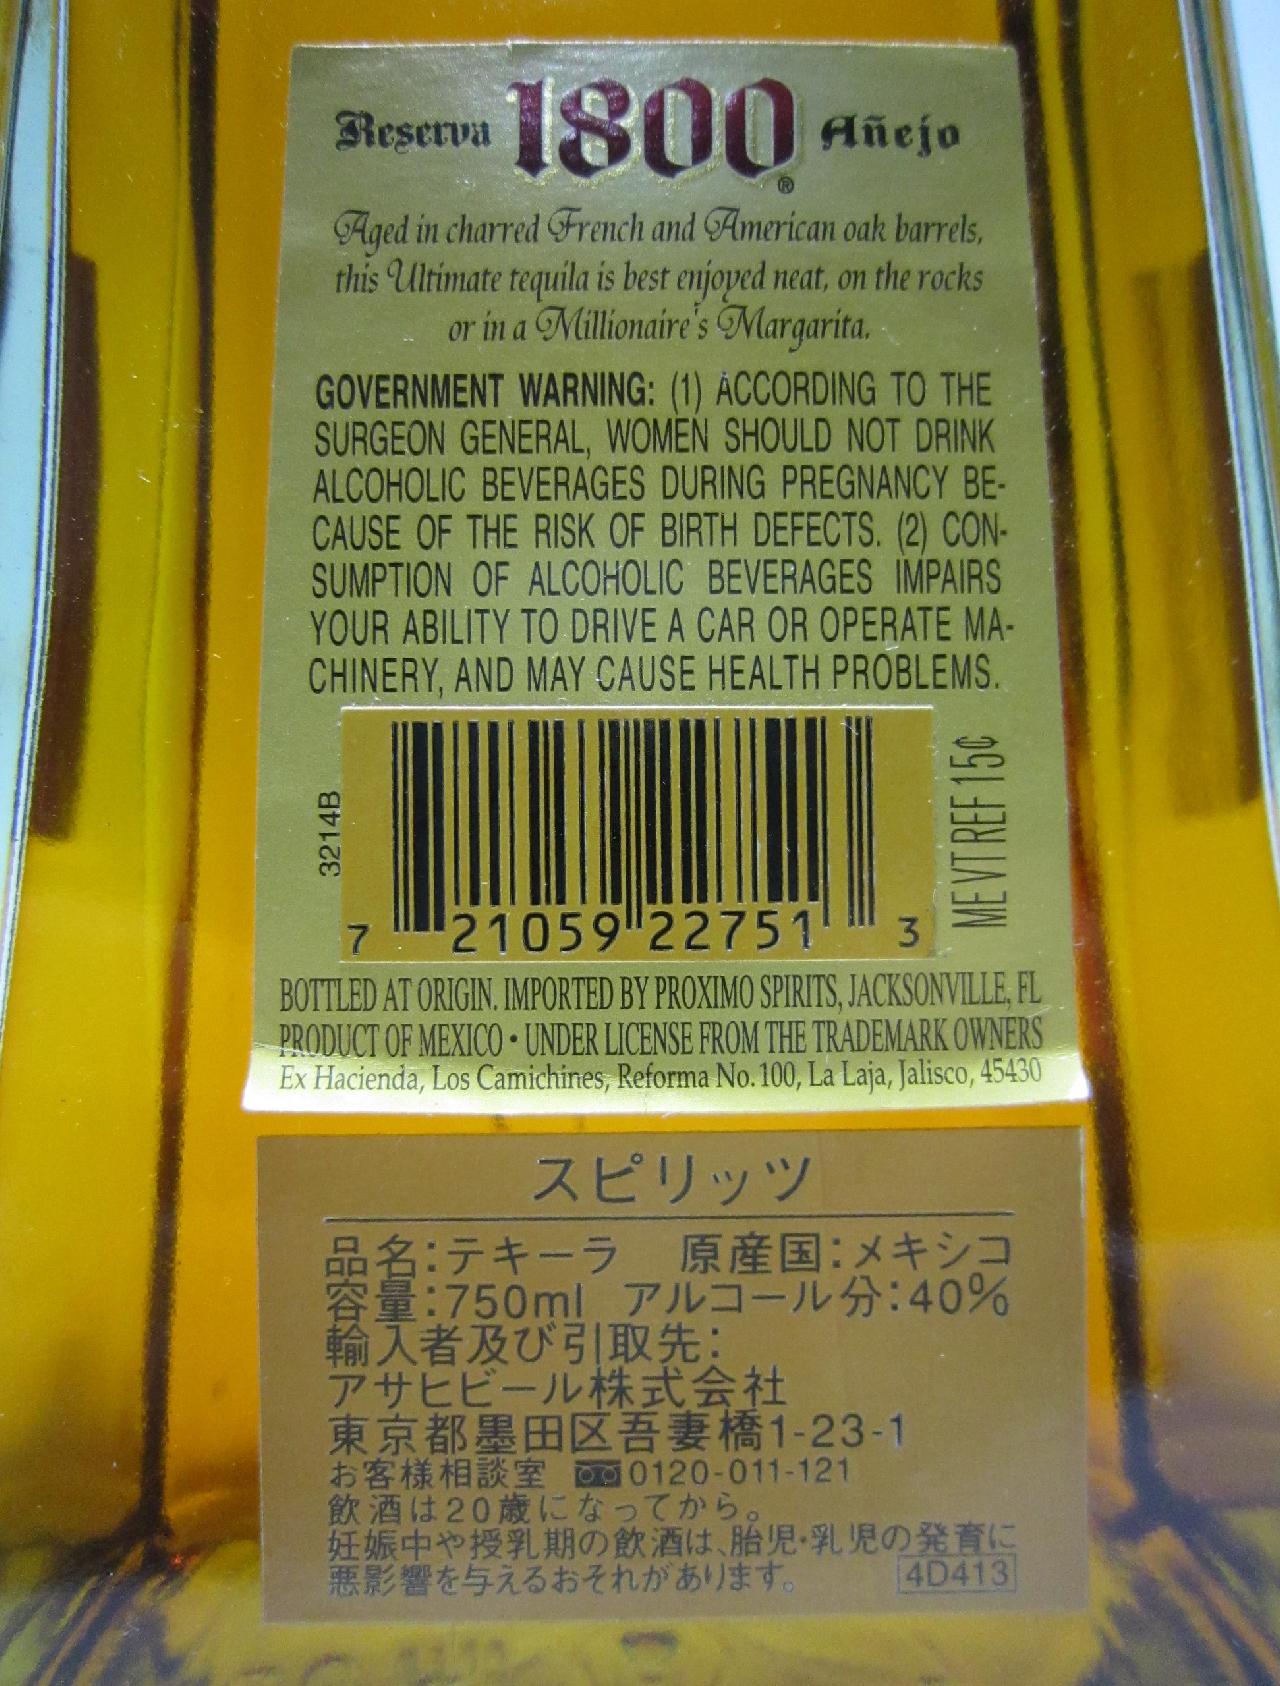 Reserva 1800 Añejo
®
Aged in charred French and American oak barrels,
this Ultimate tequila is best enjoyed neat, on the rocks
or in a Millionaire's Margarita.
GOVERNMENT WARNING: (1) ACCORDING TO THE
SURGEON GENERAL, WOMEN SHOULD NOT DRINK
ALCOHOLIC BEVERAGES DURING PREGNANCY BE-
CAUSE OF THE RISK OF BIRTH DEFECTS. (2) CON-
SUMPTION OF ALCOHOLIC BEVERAGES IMPAIRS
YOUR ABILITY TO DRIVE A CAR OR OPERATE MA-
CHINERY, AND MAY CAUSE HEALTH PROBLEMS.
3214B
7 21059 22751 3
ME VT REF 15¢
BOTTLED AT ORIGIN. IMPORTED BY PROXIMO SPIRITS, JACKSONVILLE, FL
PRODUCT OF MEXICO • UNDER LICENSE FROM THE TRADEMARK OWNERS
Ex Hacienda, Los Camichines, Reforma No. 100, La Laja, Jalisco, 45430
スピリッツ
品名:テキーラ 原産国:メキシコ
容量:750ml アルコール分:40%
輸入者及び引取先:
アサヒビール株式会社
東京都墨田区吾妻橋1-23-1
お客様相談室 0120-011-121
飲酒は20歳になってから。
妊娠中や授乳期の飲酒は、胎児・乳児の発育に
悪影響を与えるおそれがあります。 4D413